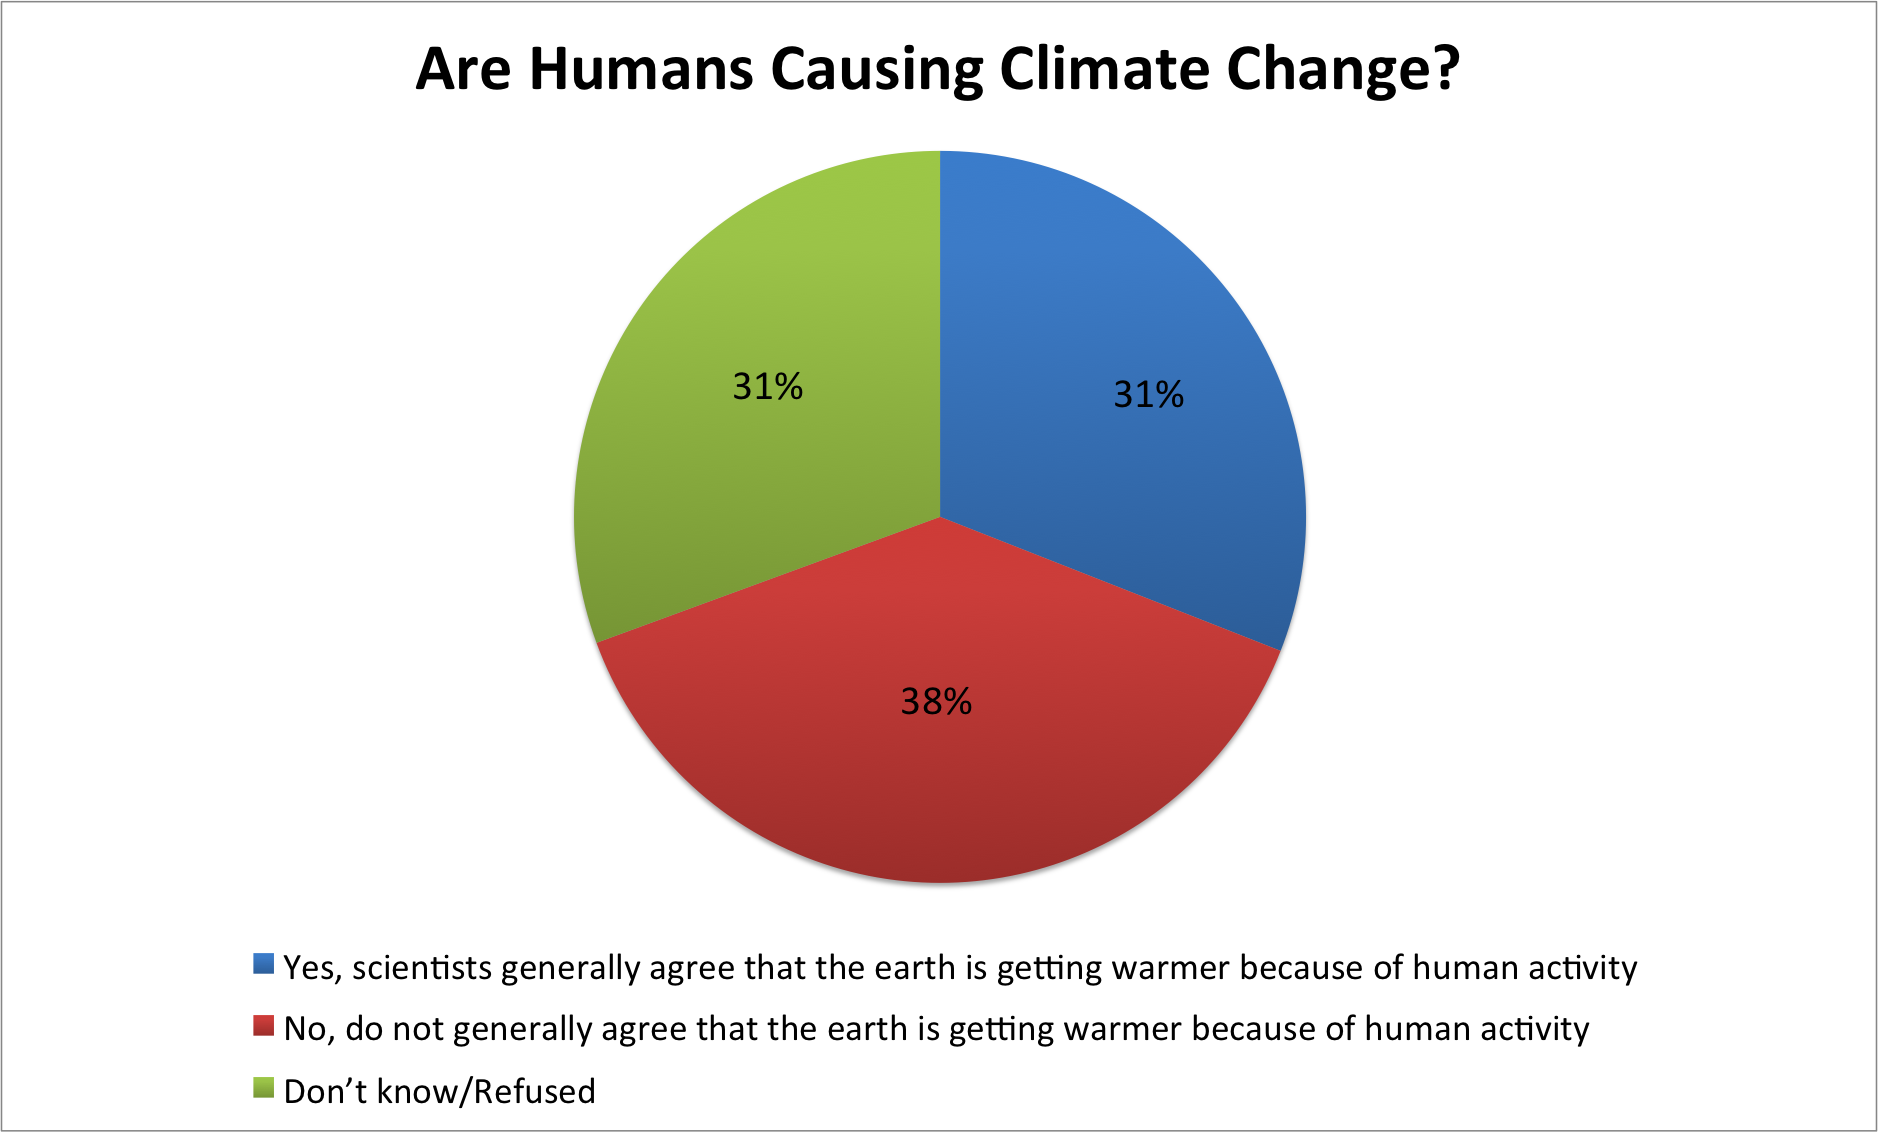 Are Humans Causing Climate Change?
31%
31%
38%
Yes, scientists generally agree that the earth is getting warmer because of human activity
No, do not generally agree that the earth is getting warmer because of human activity
Don’t know/Refused